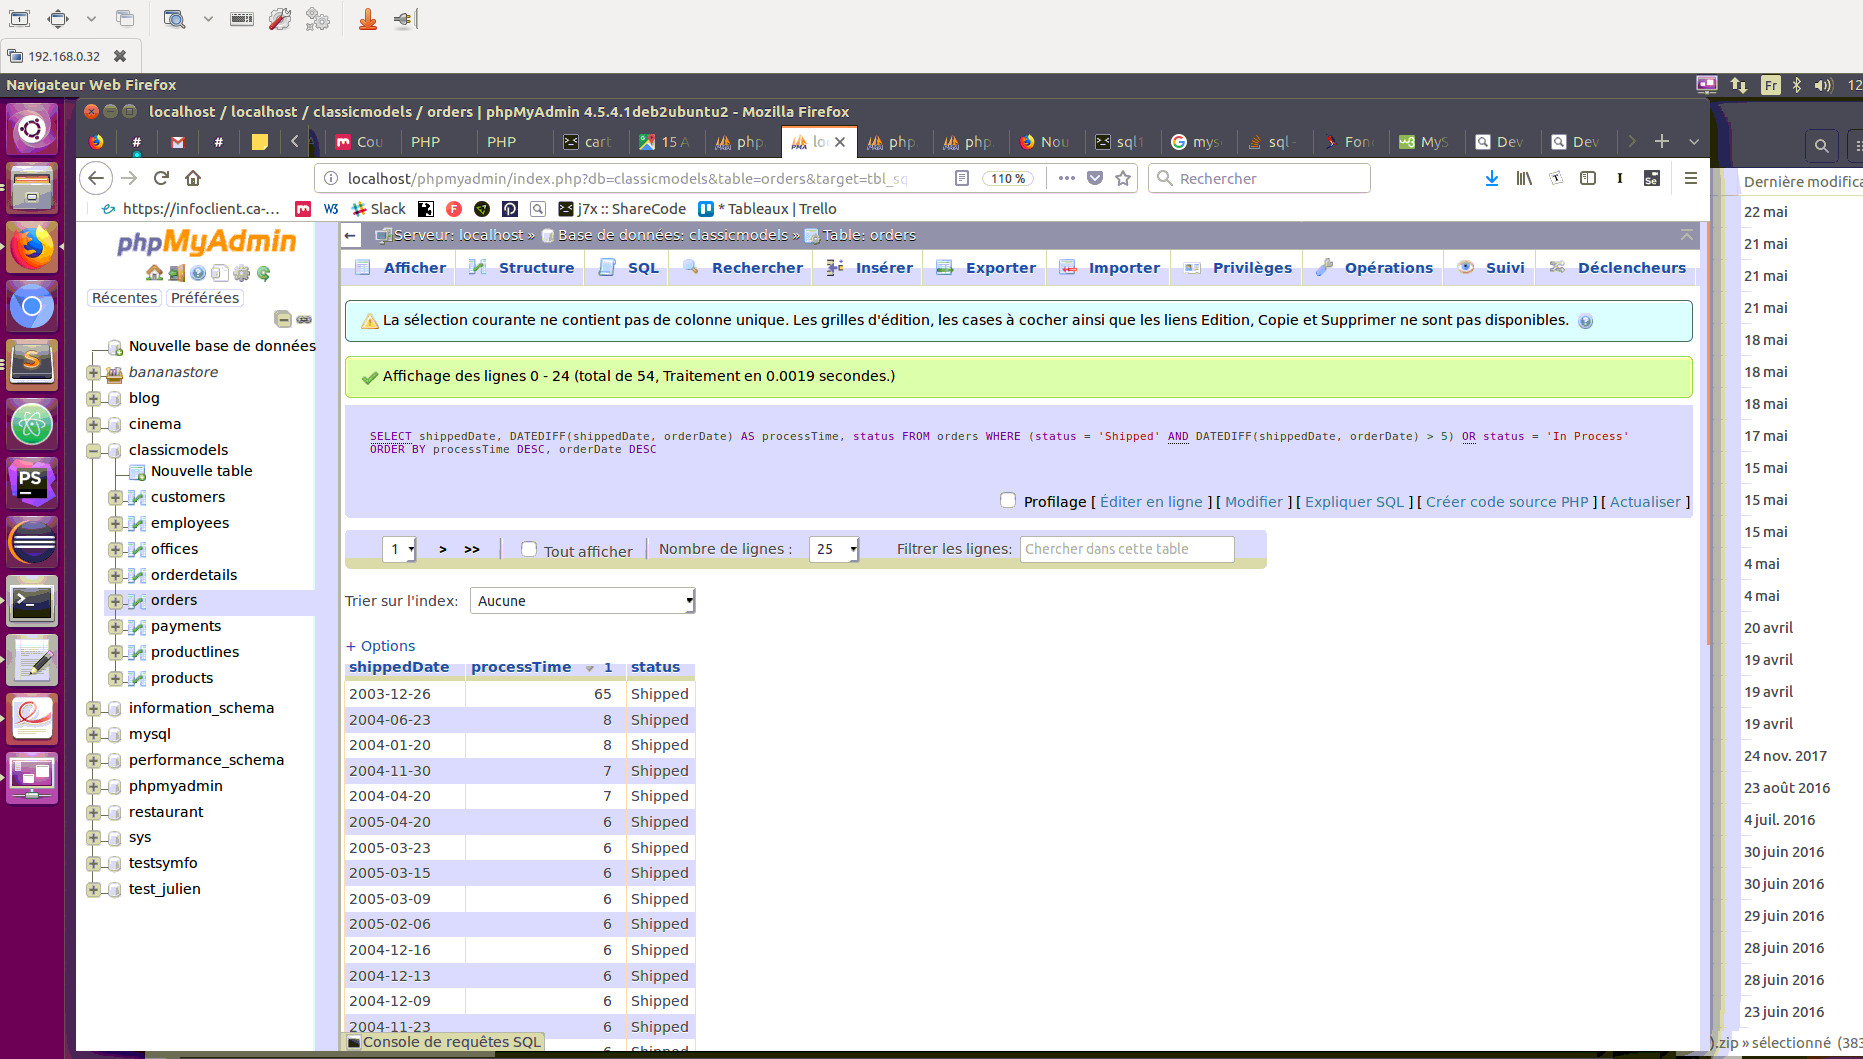 192.168.0.32
Navigateur Web Firefox
Fr
12
localhost / localhost / classicmodels / orders | phpMyAdmin 4.5.4.1deb2ubuntu2 - Mozilla Firefox
Cou
PHP
PHP
cart
15 A
php
lo
php
php
Nou
sql1
mys
sql-
Fon
MyS
Dev
Dev
localhost/phpmyadmin/index.php?db=classicmodels&table=orders&target=tbl_sq
110 %
Rechercher
https://infoclient.ca-...
W3
Slack
j7x :: ShareCode
* Tableaux | Trello
phpMyAdmin
Récentes
Préférées
Nouvelle base de données
bananastore
blog
cinema
classicmodels
Nouvelle table
customers
employees
offices
orderdetails
orders
payments
productlines
products
information_schema
mysql
performance_schema
phpmyadmin
restaurant
sys
testsymfo
test_julien
Serveur: localhost » Base de données: classicmodels » Table: orders
Afficher
Structure
SQL
Rechercher
Insérer
Exporter
Importer
Privilèges
Opérations
Suivi
Déclencheurs
La sélection courante ne contient pas de colonne unique. Les grilles d'édition, les cases à cocher ainsi que les liens Edition, Copie et Supprimer ne sont pas disponibles.
Affichage des lignes 0 - 24 (total de 54, Traitement en 0.0019 secondes.)
SELECT shippedDate, DATEDIFF(shippedDate, orderDate) AS processTime, status FROM orders WHERE (status = 'Shipped' AND DATEDIFF(shippedDate, orderDate) > 5) OR status = 'In Process'
ORDER BY processTime DESC, orderDate DESC
Profilage [ Éditer en ligne ] [ Modifier ] [ Expliquer SQL ] [ Créer code source PHP ] [ Actualiser ]
1 > >> Tout afficher Nombre de lignes : 25 Filtrer les lignes: Chercher dans cette table
Trier sur l'index: Aucune
+ Options
shippedDate processTime 1 status
2003-12-26 65 Shipped
2004-06-23 8 Shipped
2004-01-20 8 Shipped
2004-11-30 7 Shipped
2004-04-20 7 Shipped
2005-04-20 6 Shipped
2005-03-23 6 Shipped
2005-03-15 6 Shipped
2005-03-09 6 Shipped
2005-02-06 6 Shipped
2004-12-16 6 Shipped
2004-12-13 6 Shipped
2004-12-09 6 Shipped
2004-11-23 6 Shipped
6 Shipped
Console de requêtes SQL
Dernière modifica
22 mai
21 mai
21 mai
21 mai
18 mai
18 mai
18 mai
17 mai
15 mai
15 mai
15 mai
4 mai
4 mai
20 avril
19 avril
19 avril
19 avril
24 nov. 2017
23 août 2016
4 juil. 2016
30 juin 2016
30 juin 2016
29 juin 2016
28 juin 2016
28 juin 2016
23 juin 2016
).zip » sélectionné (383